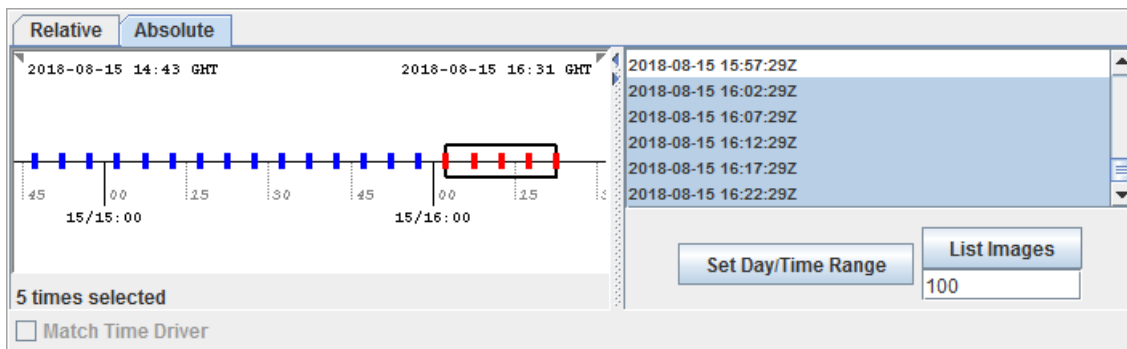 Relative Absolute
2018-08-15 14:43 GMT 2018-08-15 16:31 GMT
45 00 15 30 45 00 15
15/15:00 15/16:00
5 times selected
2018-08-15 15:57:29Z
2018-08-15 16:02:29Z
2018-08-15 16:07:29Z
2018-08-15 16:12:29Z
2018-08-15 16:17:29Z
2018-08-15 16:22:29Z
Set Day/Time Range
List Images
100
Match Time Driver